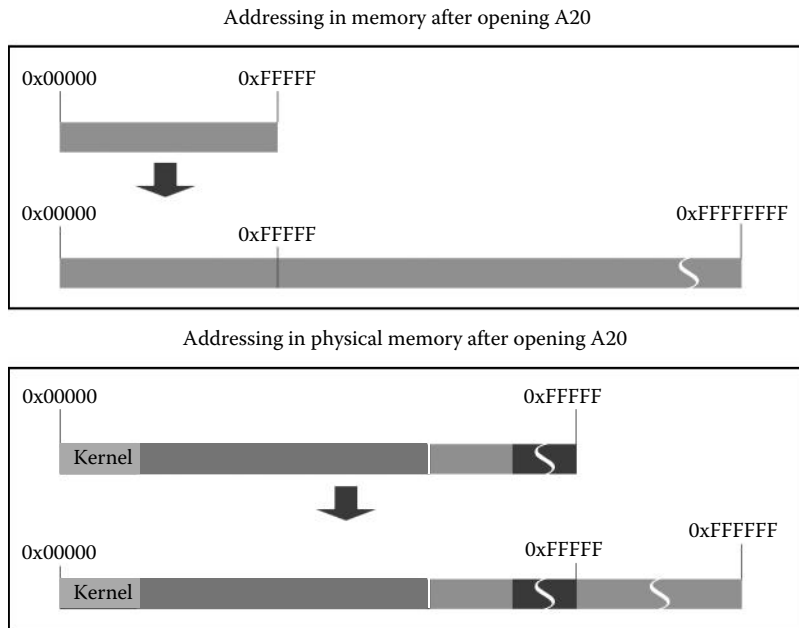 Addressing in memory after opening A20
0x00000 0xFFFFF
0x00000 0xFFFFFFFF
0xFFFFF
Addressing in physical memory after opening A20
0x00000 0xFFFFF
Kernel
0xFFFFFF
0x00000 0xFFFFF
Kernel